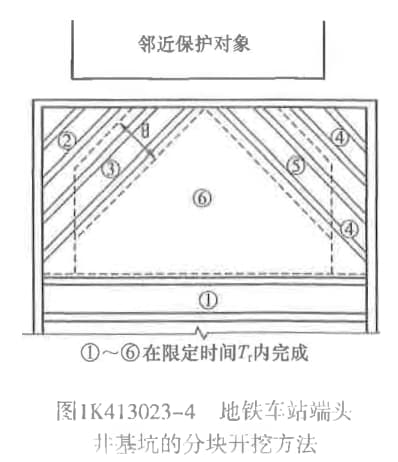 邻近保护对象
② B ④
③ ⑤
⑥ ④
①
①~⑥在限定时间Tr内完成
图1K413023-4 地铁车站端头
井基坑的分块开挖方法